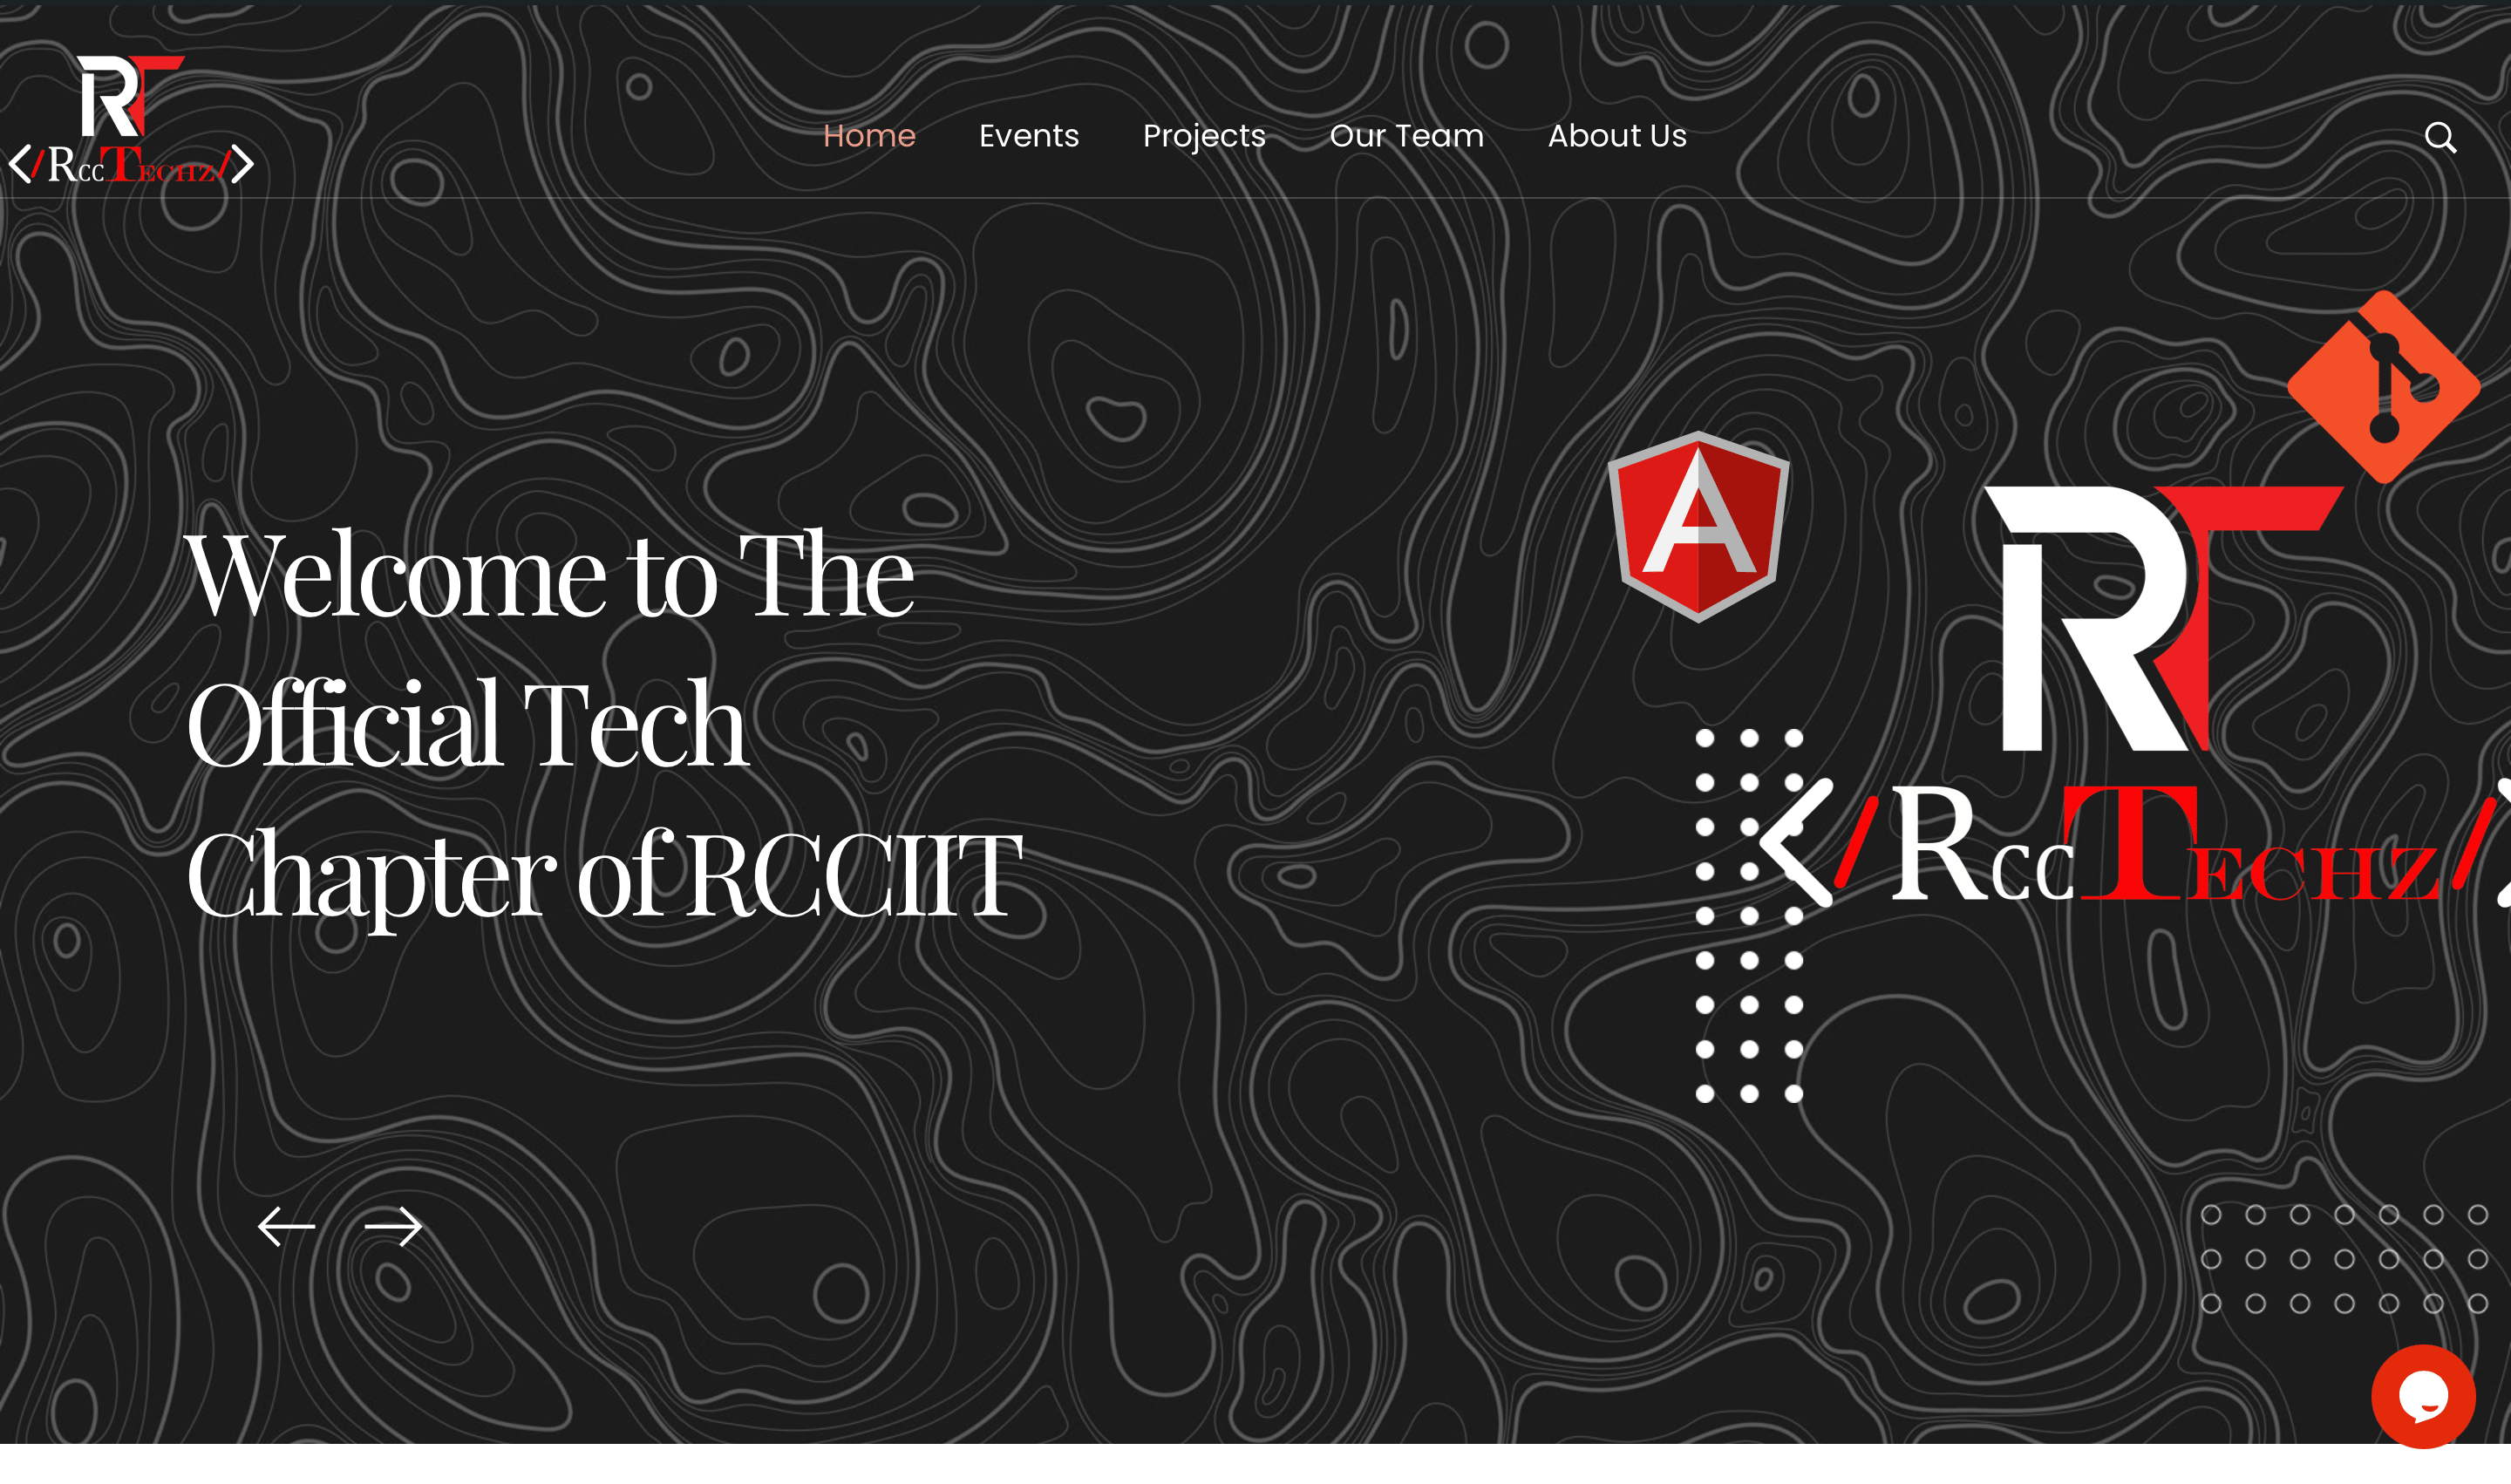 RT
</RCCTECHZ/>
Home Events Projects Our Team About Us
Welcome to The
Official Tech
Chapter of RCCIIT
A
RT
</RCCTECHZ/>